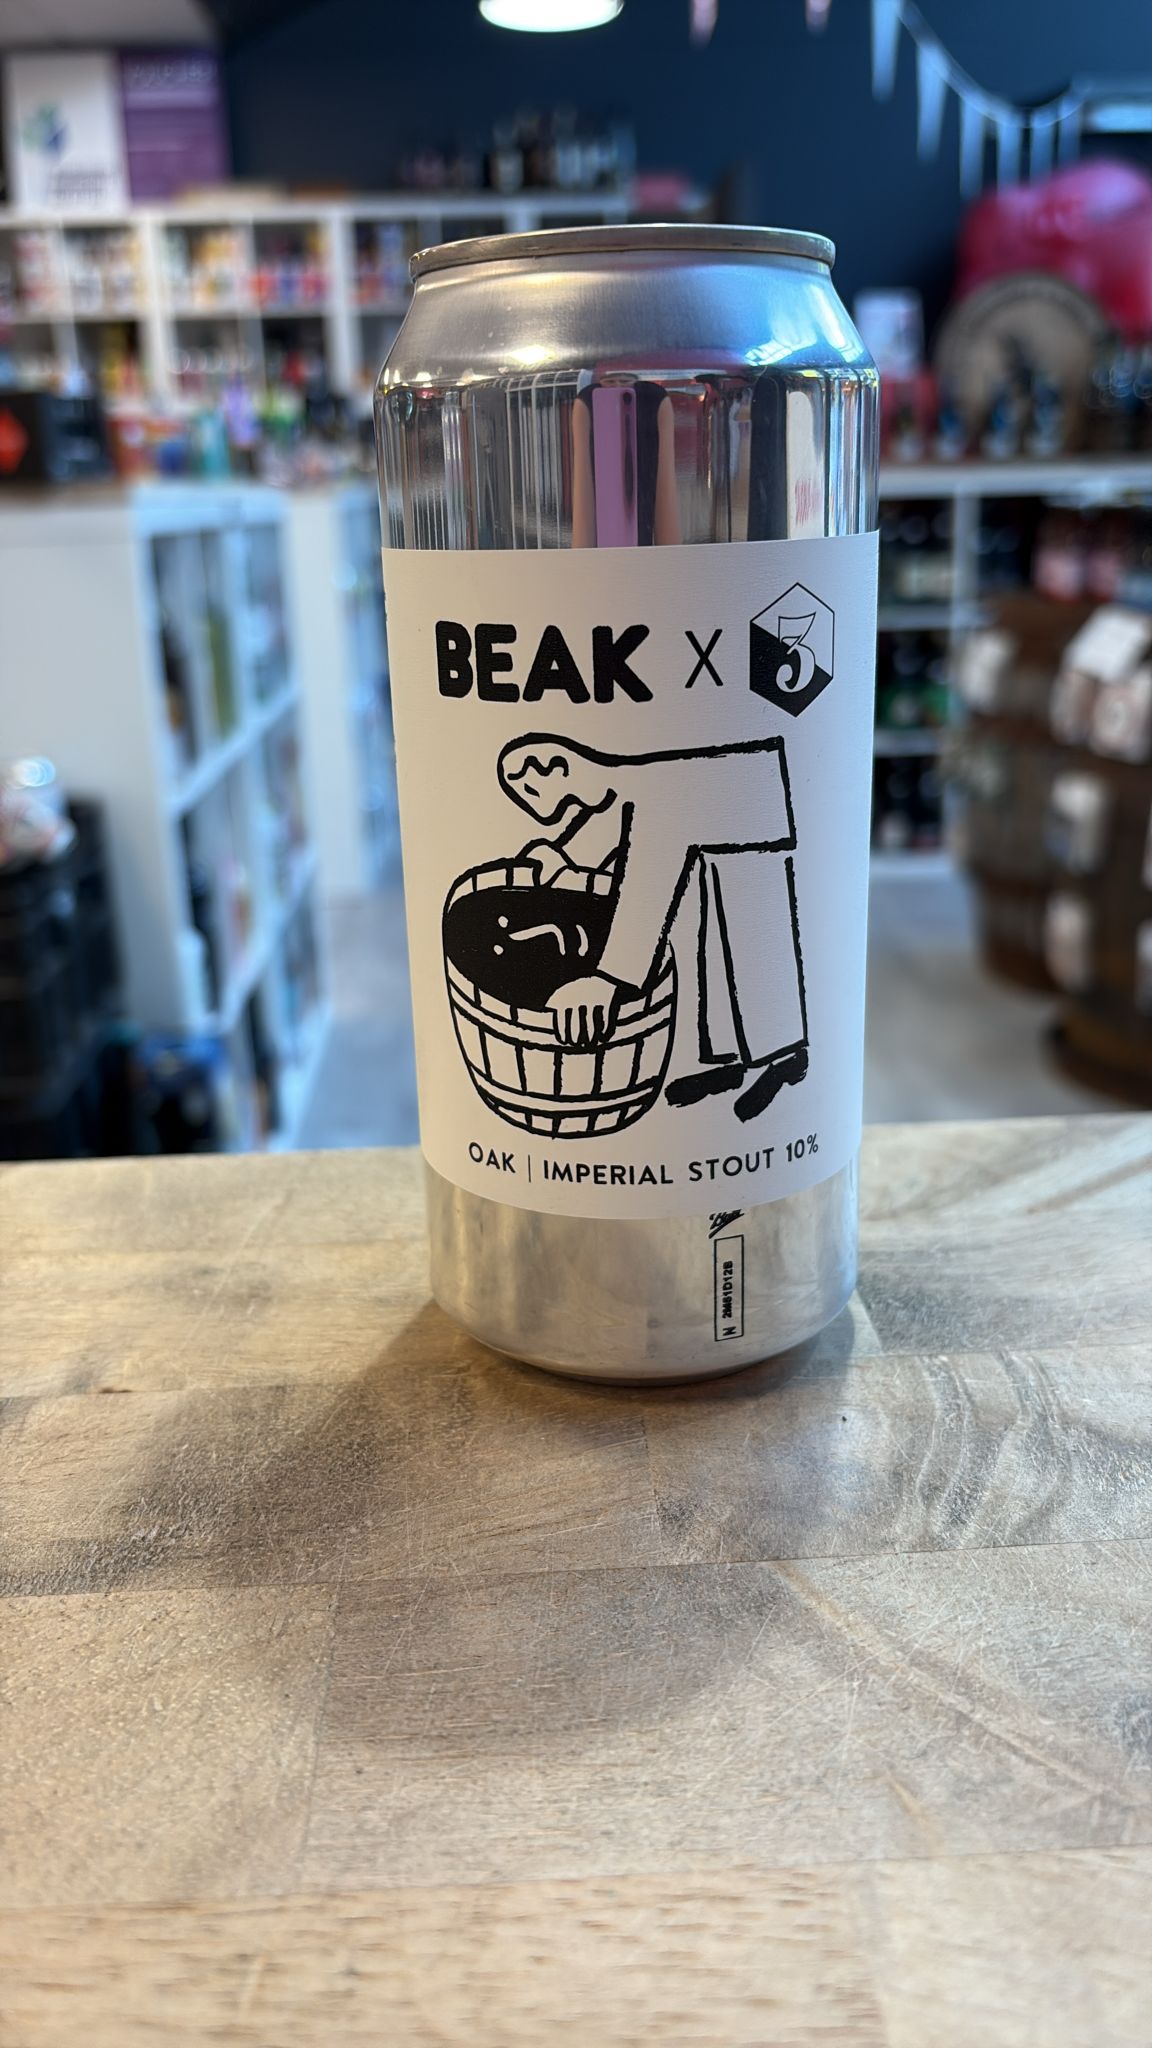 BEAK X 3
OAK | IMPERIAL STOUT 10%